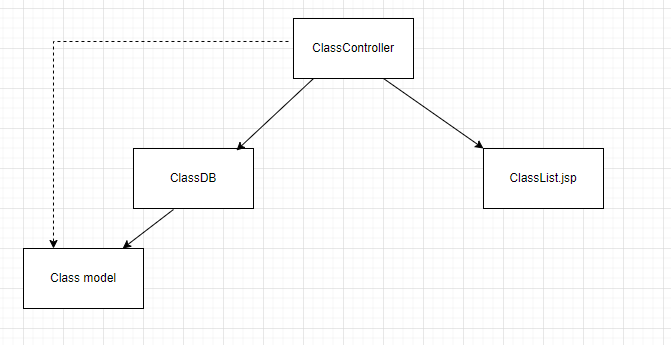 ClassController
ClassDB
ClassList.jsp
Class model